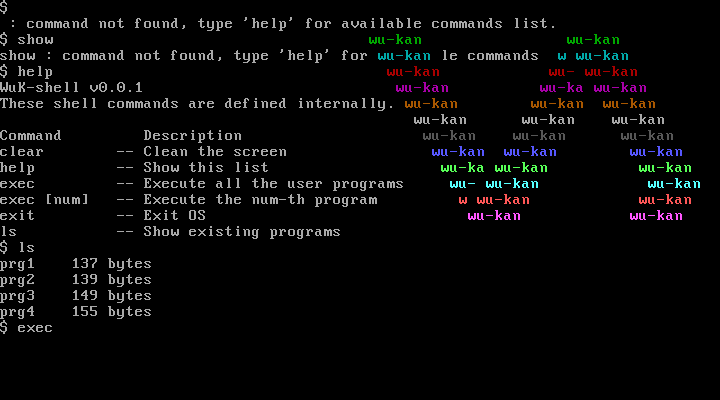 $
 : command not found, type 'help' for available commands list.
$ show wu-kan wu-kan
show : command not found, type 'help' for wu-kan le commands w wu-kan
$ help wu-kan wu- wu-kan
WuK-shell v0.0.1 wu-kan wu-ka wu-kan
These shell commands are defined internally. wu-kan wu-kan wu-kan
wu-kan wu-kan wu-kan
Command Description wu-kan wu-kan wu-kan
clear -- Clean the screen wu-kan wu-kan wu-kan
help -- Show this list wu-ka wu-kan wu-kan
exec -- Execute all the user programs wu- wu-kan wu-kan
exec [num] -- Execute the num-th program w wu-kan wu-kan
exit -- Exit OS wu-kan wu-kan
ls -- Show existing programs
$ ls
prg1 137 bytes
prg2 139 bytes
prg3 149 bytes
prg4 155 bytes
$ exec